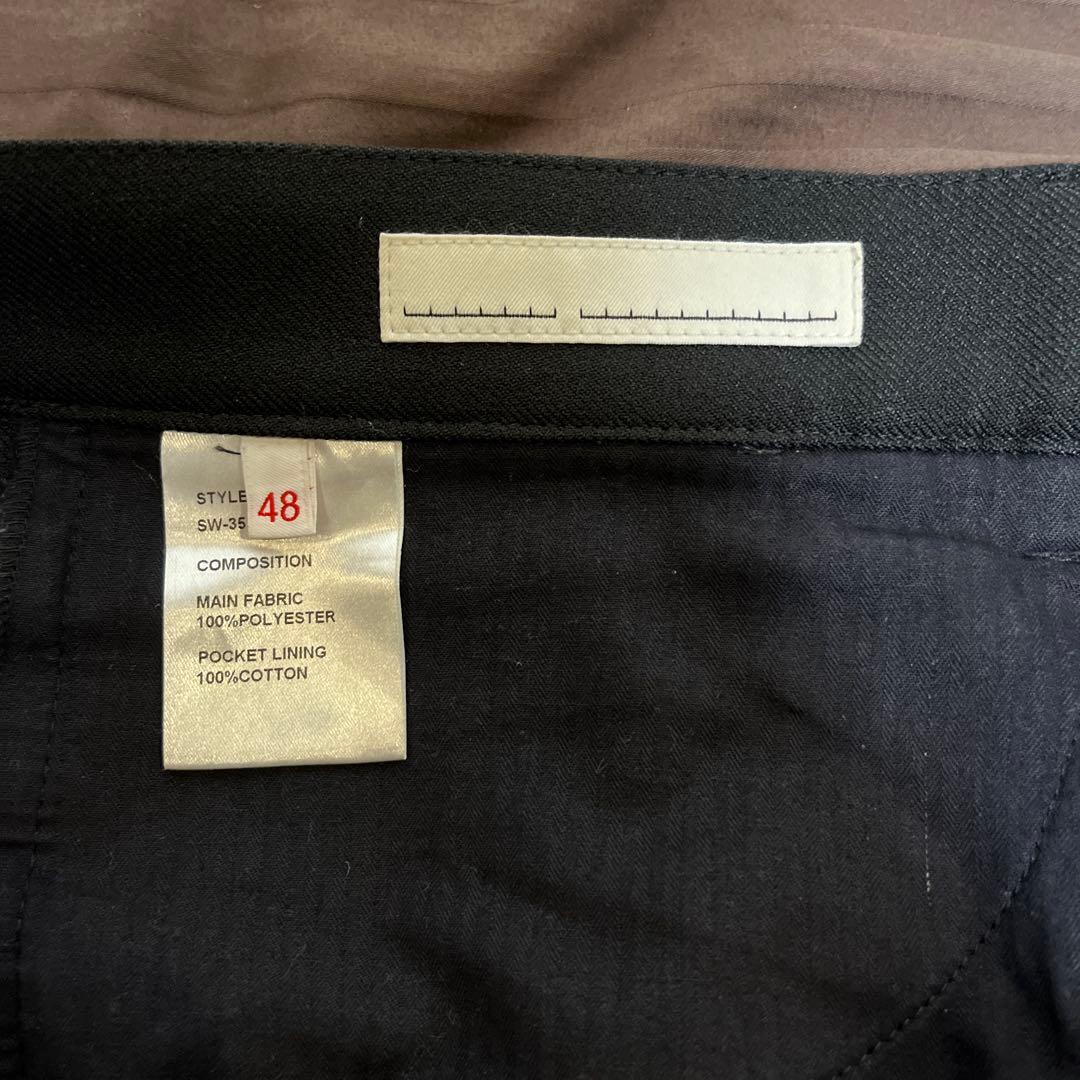 STYLE
48
SW-35
COMPOSITION
MAIN FABRIC
100%POLYESTER
POCKET LINING
100%COTTON